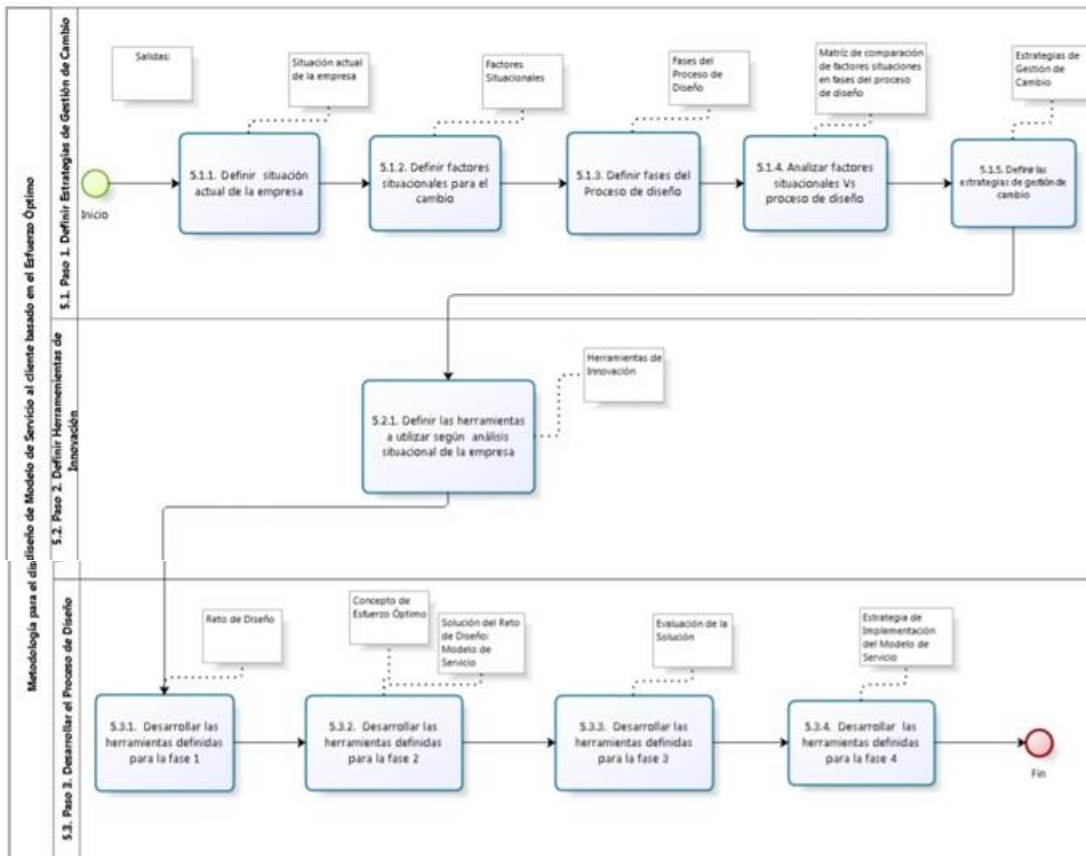 Metodología para el disdiseño de Modelo de Servicio al cliente basado en el Esfuerzo Óptimo
5.1. Paso 1. Definir Estrategias de Gestión de Cambio
Salidas:
Situación actual
de la empresa
Factores
Situacionales
Fases del
Proceso de
Diseño
Matriz de comparación
de factores situaciones
en fases del proceso
de diseño
Estrategias de
Gestión de
Cambio
Inicio
5.1.1. Definir situación
actual de la empresa
5.1.2. Definir factores
situacionales para el
cambio
5.1.3. Definir fases del
Proceso de diseño
5.1.4. Analizar factores
situacionales Vs
proceso de diseño
5.1.5. Definir las
estrategias de gestión de
cambio
5.2. Paso 2. Definir Herramenientas de
Innovación
Herramientas de
Innovación
5.2.1. Definir las herramientas
a utilizar según análisis
situacional de la empresa
5.3. Paso 3. Desarrollar el Proceso de Diseño
Reto de Diseño
Concepto de
Esfuerzo Óptimo
Solución del Reto
de Diseño:
Modelo de
Servicio
Evaluación de la
Solución
Estrategia de
Implementación
del Modelo de
Servicio
5.3.1. Desarrollar las
herramientas definidas
para la fase 1
5.3.2. Desarrollar las
herramientas definidas
para la fase 2
5.3.3. Desarrollar las
herramientas definidas
para la fase 3
5.3.4. Desarrollar las
herramientas definidas
para la fase 4
Fin